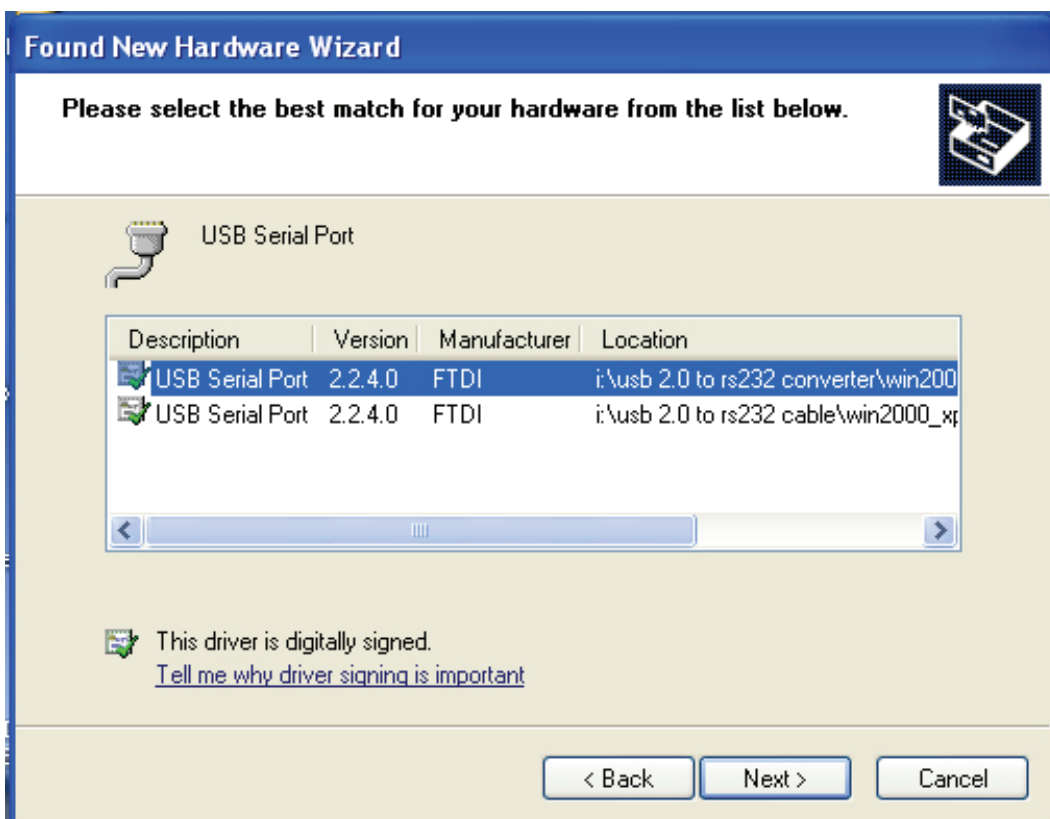 Found New Hardware Wizard
Please select the best match for your hardware from the list below.
USB Serial Port
Description Version Manufacturer Location
USB Serial Port 2.2.4.0 FTDI i:\usb 2.0 to rs232 converter\win200
USB Serial Port 2.2.4.0 FTDI i:\usb 2.0 to rs232 cable\win2000_xp
This driver is digitally signed.
Tell me why driver signing is important
< Back Next > Cancel